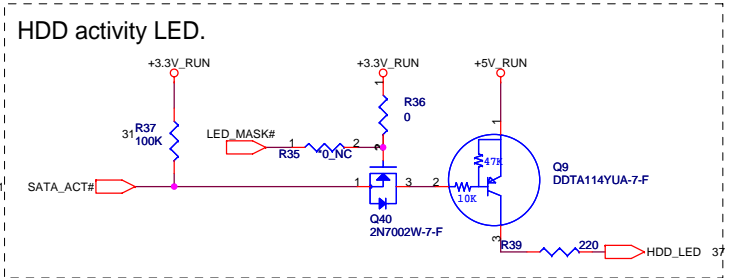 HDD activity LED.
+3.3V_RUN
+3.3V_RUN
+5V_RUN
1
R36
0
1
31
R37
100K
LED_MASK#
1
2
R35
*0_NC
2
47K
Q9
DDTA114YUA-7-F
SATA_ACT#
1
3
2
10K
Q40
2N7002W-7-F
3
R39
220
HDD_LED
37